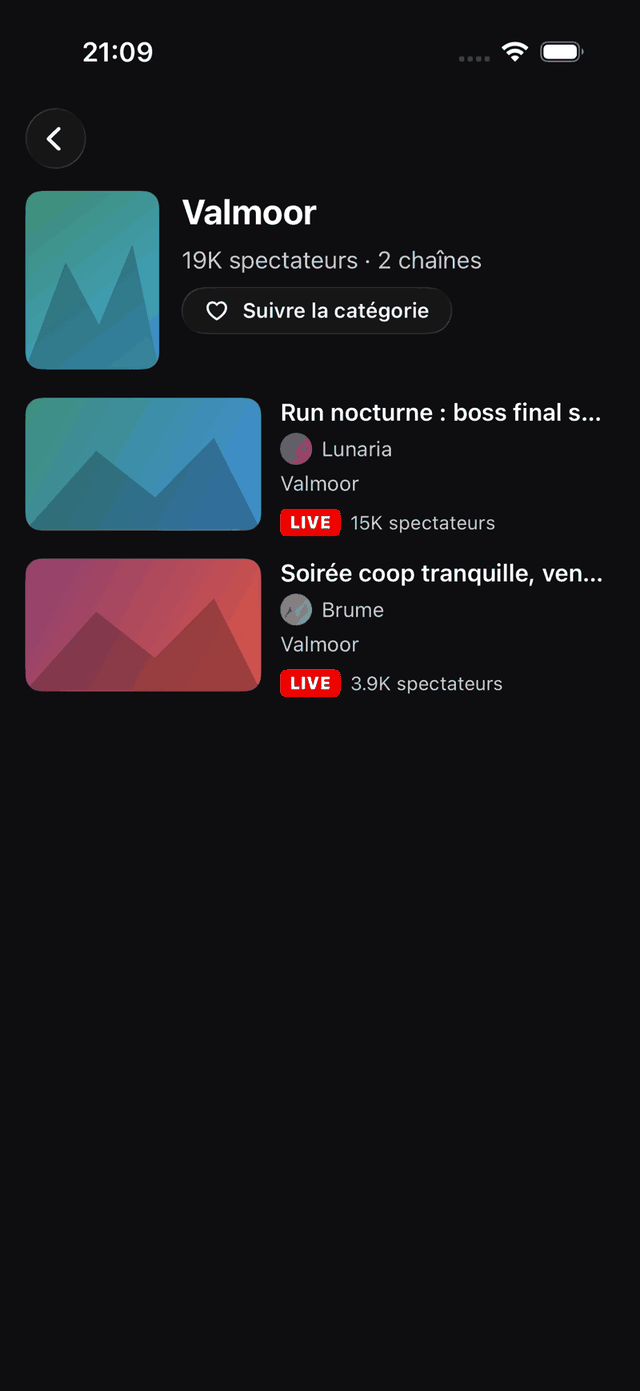 21:09
Valmoor
19K spectateurs · 2 chaînes
Suivre la catégorie
Run nocturne : boss final s...
Lunaria
Valmoor
LIVE 15K spectateurs
Soirée coop tranquille, ven...
Brume
Valmoor
LIVE 3.9K spectateurs